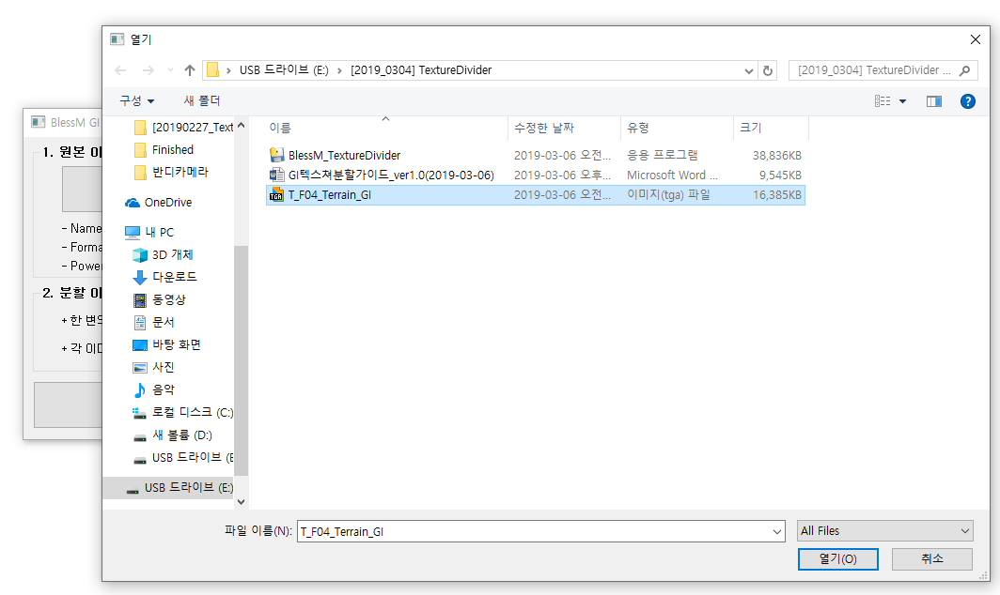 열기
USB 드라이브 (E:) > [2019_0304] TextureDivider
[2019_0304] TextureDivider ...
구성
새 폴더
BlessM GI
1. 원본 이
- Name
- Forma
- Power
2. 분할 이
+ 한 변의
+ 각 이미
[20190227_Text
Finished
반디카메라
OneDrive
내 PC
3D 개체
다운로드
동영상
문서
바탕 화면
사진
음악
로컬 디스크 (C:)
새 볼륨 (D:)
USB 드라이브 (E
USB 드라이브 (E:)
이름 수정한 날짜 유형 크기
BlessM_TextureDivider 2019-03-06 오전... 응용 프로그램 38,836KB
GI텍스쳐분할가이드_ver1.0(2019-03-06) 2019-03-06 오후... Microsoft Word ... 9,545KB
TGA T_F04_Terrain_GI 2019-03-06 오전... 이미지(tga) 파일 16,385KB
파일 이름(N): T_F04_Terrain_GI All Files
열기(O) 취소